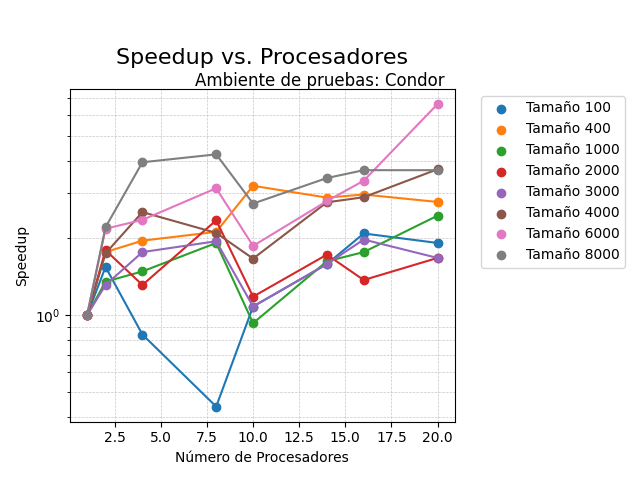 Speedup vs. Procesadores
Ambiente de pruebas: Condor
Speedup
10⁰
2.5 5.0 7.5 10.0 12.5 15.0 17.5 20.0
Número de Procesadores
Tamaño 100
Tamaño 400
Tamaño 1000
Tamaño 2000
Tamaño 3000
Tamaño 4000
Tamaño 6000
Tamaño 8000